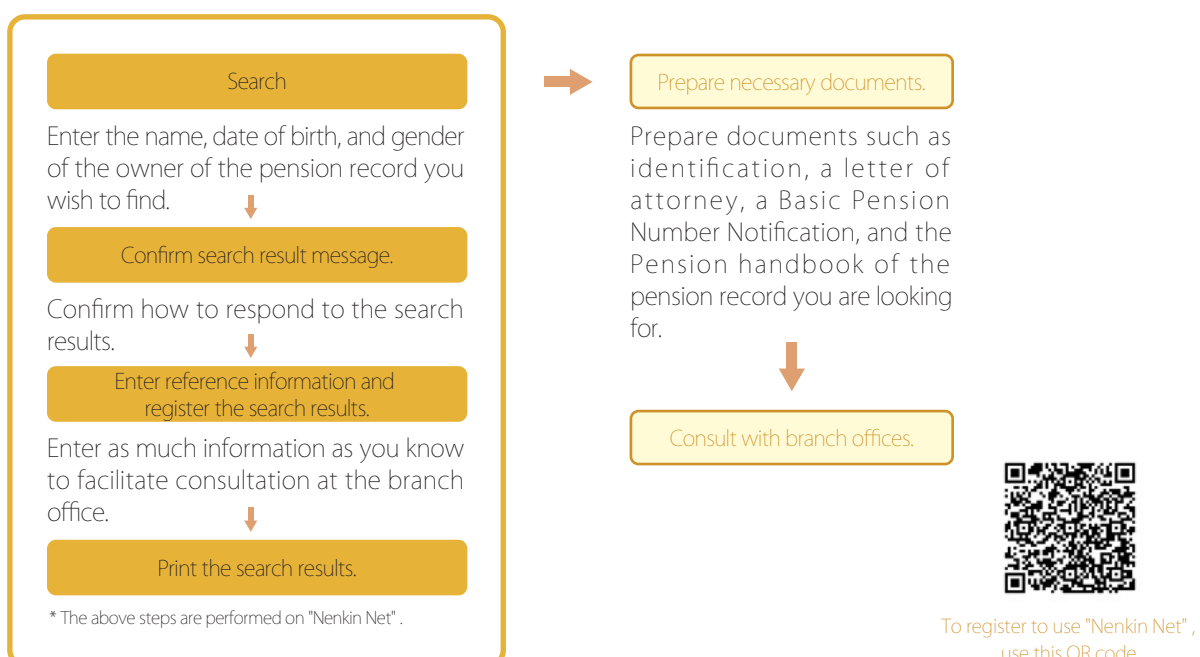 Search
Enter the name, date of birth, and gender
of the owner of the pension record you
wish to find.
Confirm search result message.
Confirm how to respond to the search
results.
Enter reference information and
register the search results.
Enter as much information as you know
to facilitate consultation at the branch
office.
Print the search results.
* The above steps are performed on "Nenkin Net" .
Prepare necessary documents.
Prepare documents such as
identification, a letter of
attorney, a Basic Pension
Number Notification, and the
Pension handbook of the
pension record you are looking
for.
Consult with branch offices.
To register to use "Nenkin Net" ,
use this QR code